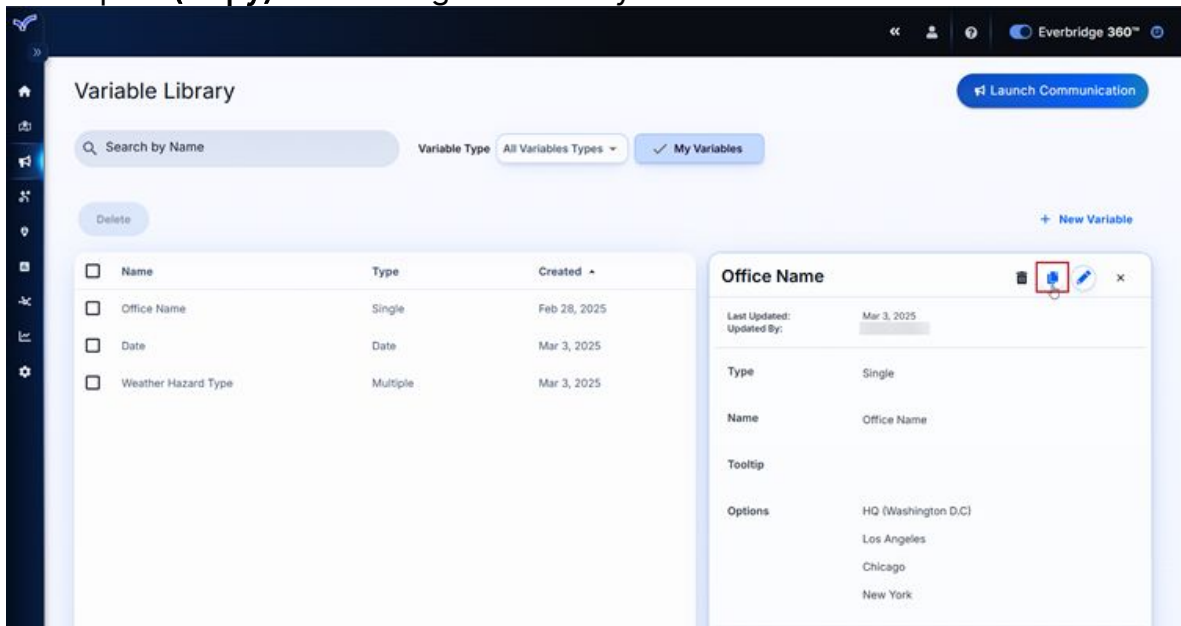 (Copy)
Everbridge 360™
Variable Library
Launch Communication
Search by Name
Variable Type
All Variables Types
My Variables
Delete
+ New Variable
Name Type Created
Office Name Single Feb 28, 2025
Date Date Mar 3, 2025
Weather Hazard Type Multiple Mar 3, 2025
Office Name
Last Updated: Mar 3, 2025
Updated By:
Type Single
Name Office Name
Tooltip
Options HQ (Washington D.C)
Los Angeles
Chicago
New York